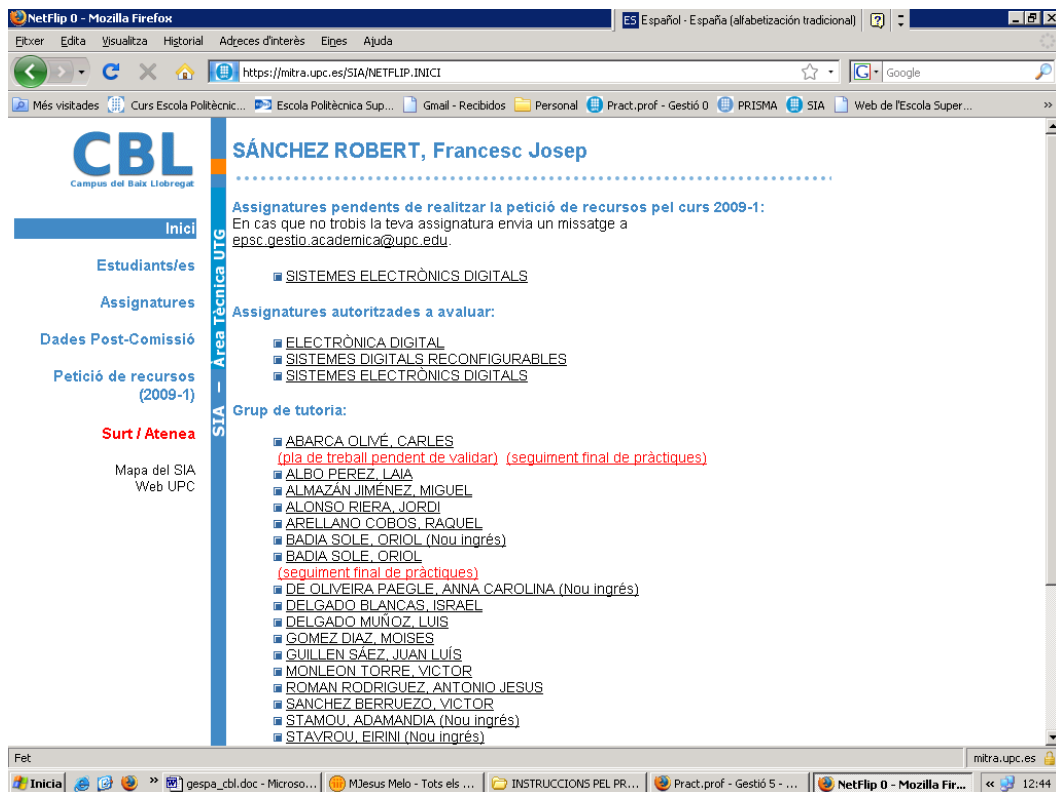 NetFlip 0 - Mozilla Firefox
ES Español - España (alfabetización tradicional)
Fitxer Edita Visualitza Historial Adreces d'interès Eines Ajuda
https://mitra.upc.es/SIA/NETFLIP.INICI
G Google
Més visitades Curs Escola Politècnic... Escola Politècnica Sup... Gmail - Recibidos Personal Pract.prof - Gestió 0 PRISMA SIA Web de l'Escola Super... »
CBL
Campus del Baix Llobregat
Inici
Estudiants/es
Assignatures
Dades Post-Comissió
Petició de recursos
(2009-1)
Surt / Atenea
Mapa del SIA
Web UPC
SIA – Àrea Tècnica UTG
SÁNCHEZ ROBERT, Francesc Josep
Assignatures pendents de realitzar la petició de recursos pel curs 2009-1:
En cas que no trobis la teva assignatura envia un missatge a
epsc.gestio.academica@upc.edu.
SISTEMES ELECTRÒNICS DIGITALS
Assignatures autoritzades a avaluar:
ELECTRÒNICA DIGITAL
SISTEMES DIGITALS RECONFIGURABLES
SISTEMES ELECTRÒNICS DIGITALS
Grup de tutoria:
ABARCA OLIVÉ, CARLES
(pla de treball pendent de validar) (seguiment final de pràctiques)
ALBO PEREZ, LAIA
ALMAZÁN JIMÉNEZ, MIGUEL
ALONSO RIERA, JORDI
ARELLANO COBOS, RAQUEL
BADIA SOLE, ORIOL (Nou ingrés)
BADIA SOLE, ORIOL
(seguiment final de pràctiques)
DE OLIVEIRA PAEGLE, ANNA CAROLINA (Nou ingrés)
DELGADO BLANCAS, ISRAEL
DELGADO MUÑOZ, LUIS
GOMEZ DIAZ, MOISES
GUILLEN SÁEZ, JUAN LUÍS
MONLEON TORRE, VICTOR
ROMAN RODRIGUEZ, ANTONIO JESUS
SANCHEZ BERRUEZO, VICTOR
STAMOU, ADAMANDIA (Nou ingrés)
STAVROU, EIRINI (Nou ingrés)
Fet
mitra.upc.es
Inicia » gespa_cbl.doc - Microso... MJesus Melo - Tots els ... INSTRUCCIONS PEL PR... Pract.prof - Gestió 5 - ... NetFlip 0 - Mozilla Fir... « 12:44